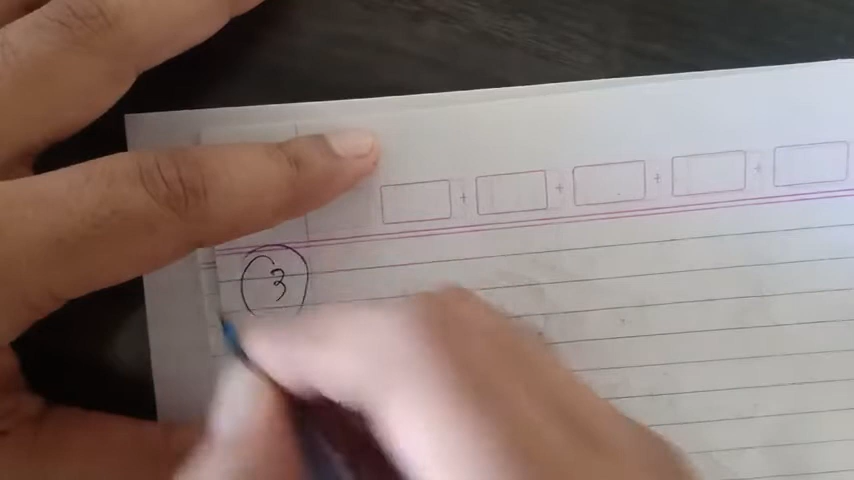 + + + +
3